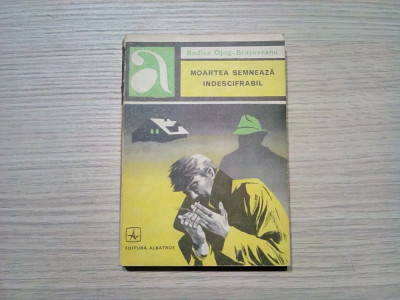 a
Rodica Ojog-Brașoveanu
MOARTEA SEMNEAZĂ
INDESCIFRABIL
EDITURA ALBATROS